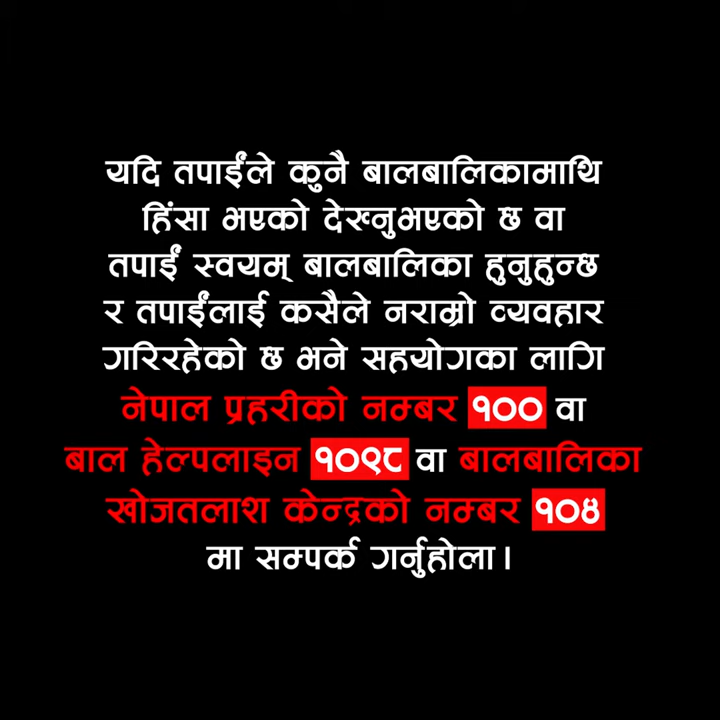 यदि तपाईंले कुनै बालबालिकामाथि
हिंसा भएको देख्नुभएको छ वा
तपाईं स्वयम् बालबालिका हुनुहुन्छ
र तपाईंलाई कसैले नराम्रो व्यवहार
गरिरहेको छ भने सहयोगका लागि
नेपाल प्रहरीको नम्बर १०० वा
बाल हेल्पलाइन १०९८ वा बालबालिका
खोजतलाश केन्द्रको नम्बर १०४
मा सम्पर्क गर्नुहोला।